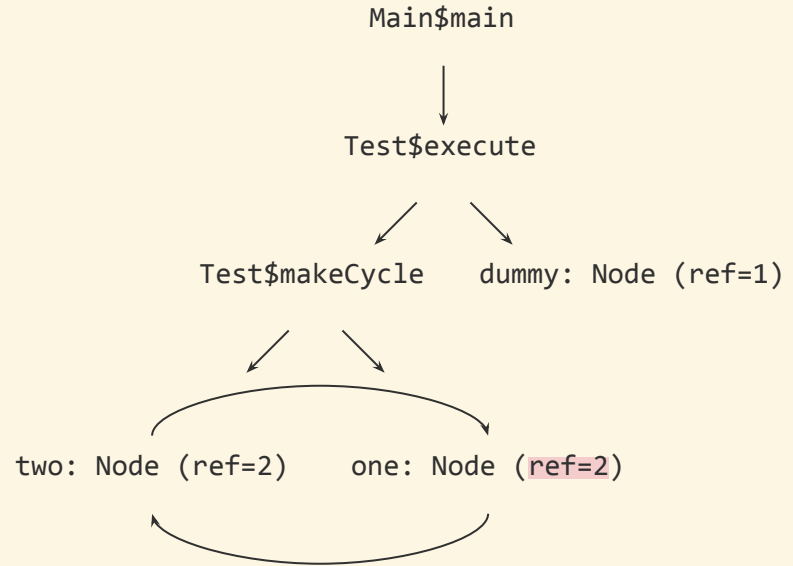 Main$main
Test$execute
Test$makeCycle dummy: Node (ref=1)
two: Node (ref=2) one: Node (ref=2)